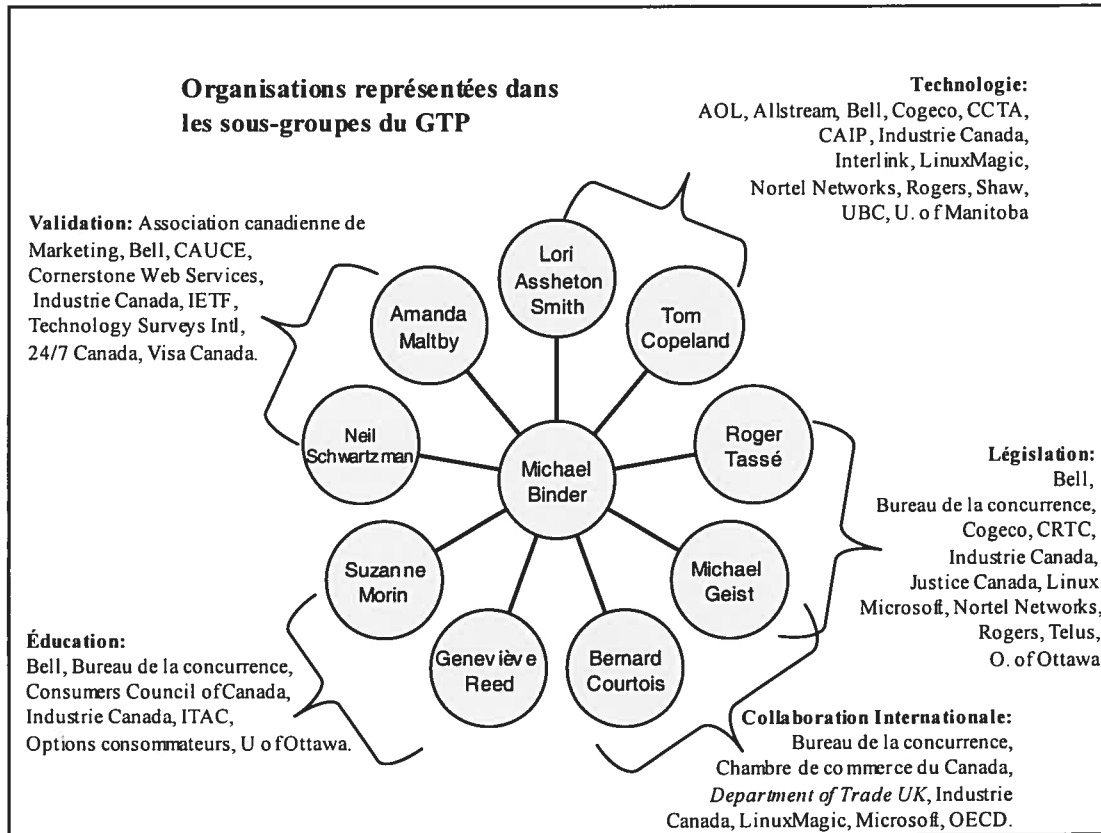 Organisations représentées dans
les sous-groupes du GTP
Technologie:
AOL, Allstream, Bell, Cogeco, CCTA,
CAIP, Industrie Canada,
Interlink, LinuxMagic,
Nortel Networks, Rogers, Shaw,
UBC, U. of Manitoba
Validation: Association canadienne de
Marketing, Bell, CAUCE,
Cornerstone Web Services,
Industrie Canada, IETF,
Technology Surveys Intl,
24/7 Canada, Visa Canada.
Lori
Assheton
Smith
Amanda
Maltby
Tom
Copeland
Neil
Schwartzman
Roger
Tassé
Michael
Binder
Suzanne
Morin
Michael
Geist
Geneviève
Reed
Bernard
Courtois
Législation:
Bell,
Bureau de la concurrence,
Cogeco, CRTC,
Industrie Canada,
Justice Canada, Linux
Microsoft, Nortel Networks,
Rogers, Telus,
O. of Ottawa
Éducation:
Bell, Bureau de la concurrence,
Consumers Council of Canada,
Industrie Canada, ITAC,
Options consommateurs, U of Ottawa.
Collaboration Internationale:
Bureau de la concurrence,
Chambre de commerce du Canada,
Department of Trade UK, Industrie
Canada, LinuxMagic, Microsoft, OECD.